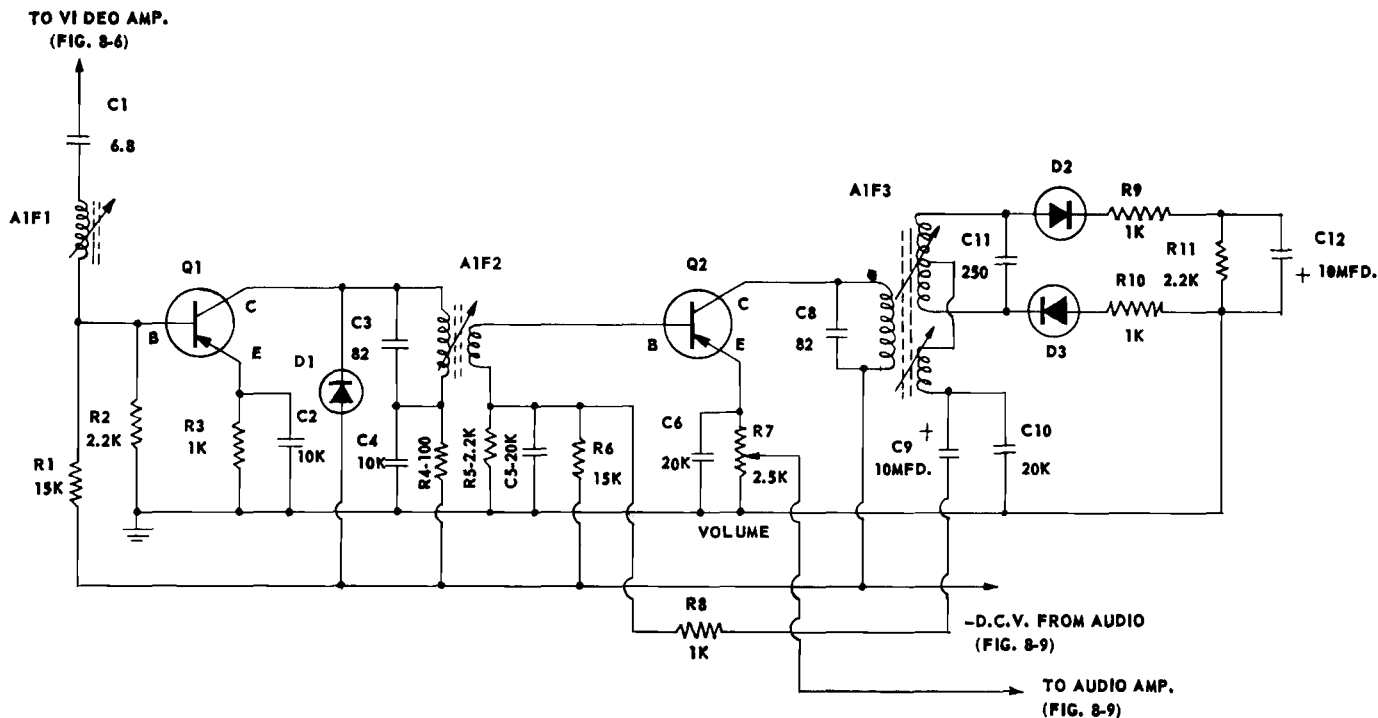 TO VI DEO AMP.
(FIG. 8-6)
C1
6.8
A1F1
Q1
B
C
E
R1
15K
R2
2.2K
R3
1K
C2
10K
D1
C3
82
C4
10K
R4-100
A1F2
R5-2.2K
C5-20K
R6
15K
Q2
B
C
E
C6
20K
R7
2.5K
VOLUME
C8
82
A1F3
C9
+
10MFD.
C10
20K
C11
250
D2
D3
R9
1K
R10
1K
R11
2.2K
C12
+ 10MFD.
R8
1K
-D.C.V. FROM AUDIO
(FIG. 8-9)
TO AUDIO AMP.
(FIG. 8-9)